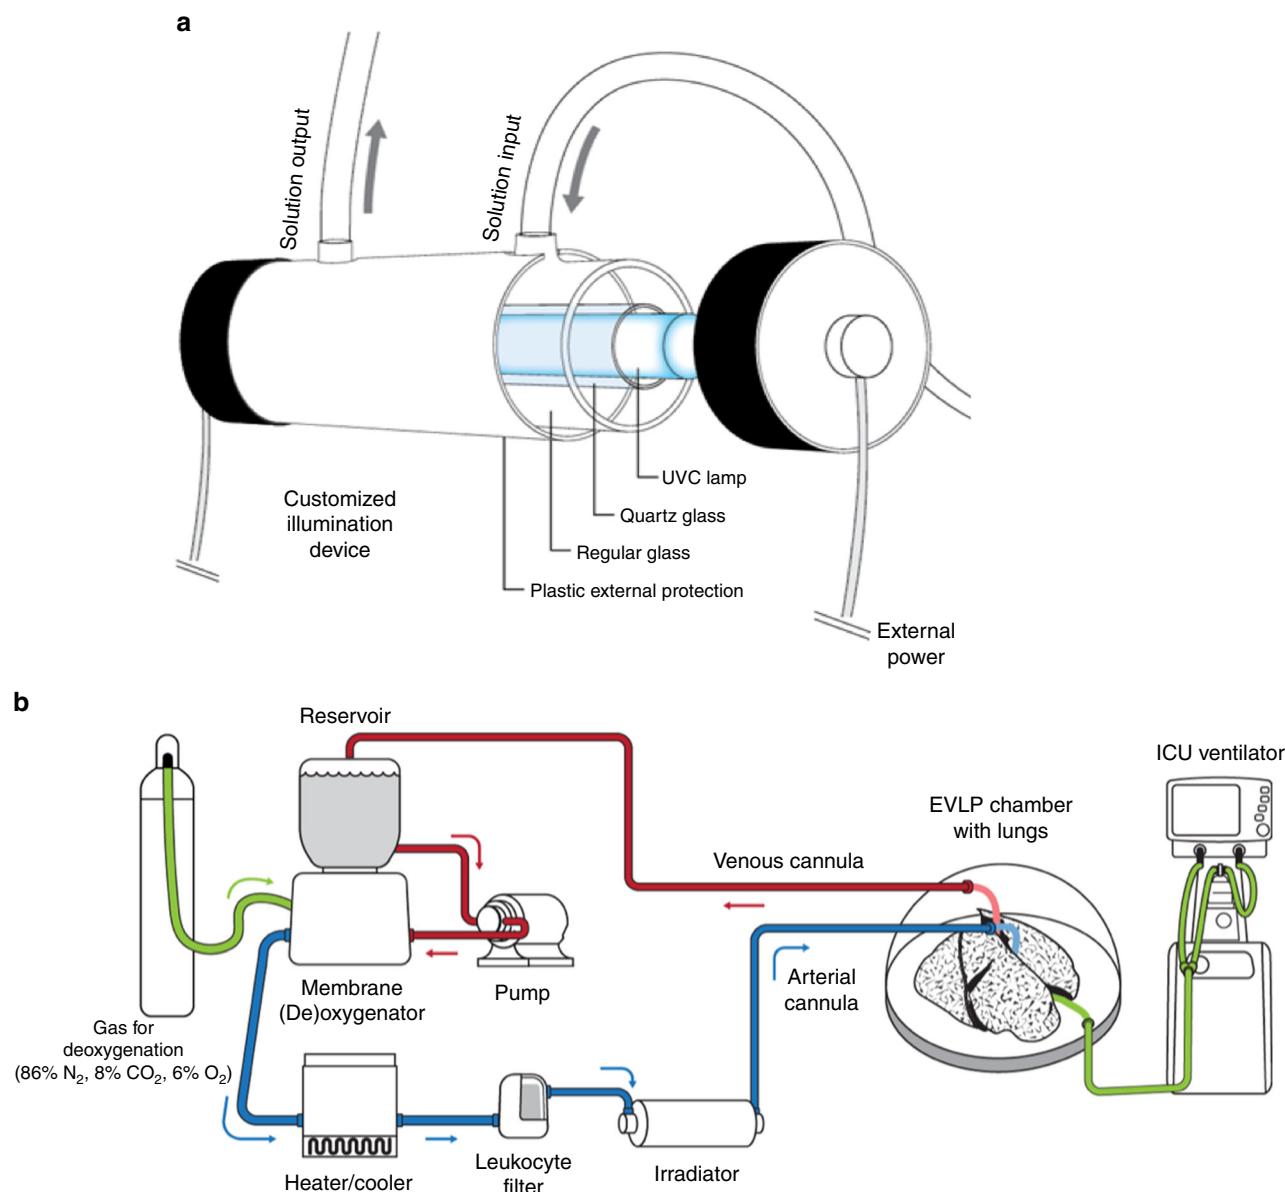 a
Solution output
Solution input
UVC lamp
Customized
illumination
device
Quartz glass
Regular glass
Plastic external protection
External
power
b
Reservoir
ICU ventilator
EVLP chamber
with lungs
Venous cannula
Arterial
cannula
Membrane
(De)oxygenator
Pump
Gas for
deoxygenation
(86% N2, 8% CO2, 6% O2)
Heater/cooler
Leukocyte
filter
Irradiator